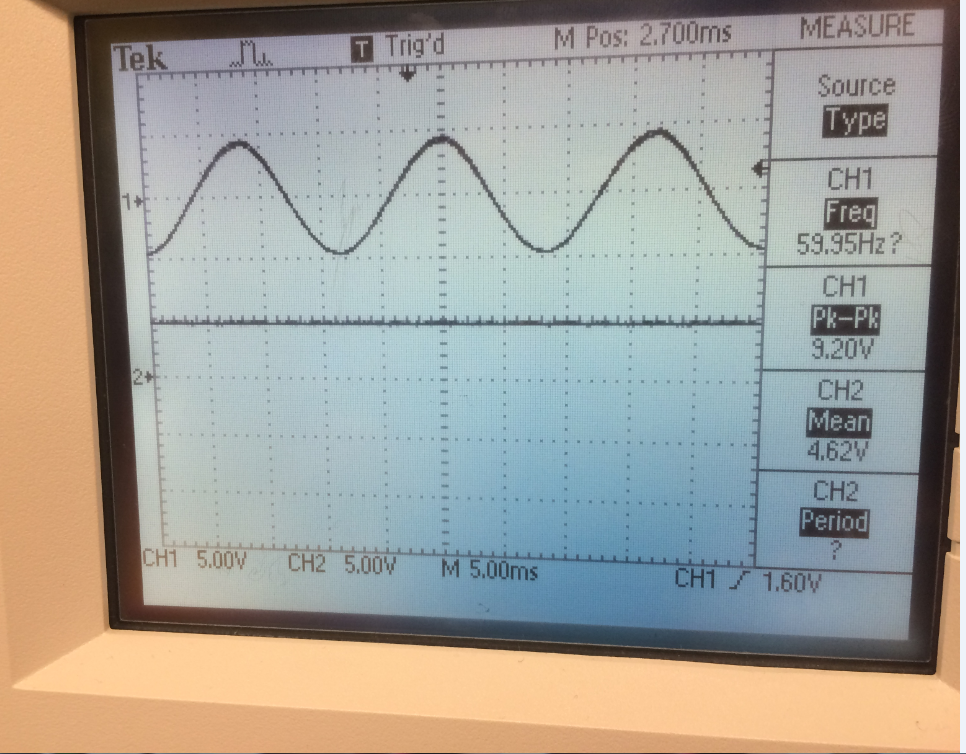 Tek T Trig'd M Pos: 2.700ms MEASURE
Source
Type
CH1
Freq
59.95Hz?
1
CH1
Pk-Pk
9.20V
2
CH2
Mean
4.62V
CH2
Period
?
CH1 5.00V CH2 5.00V M 5.00ms CH1 1.60V